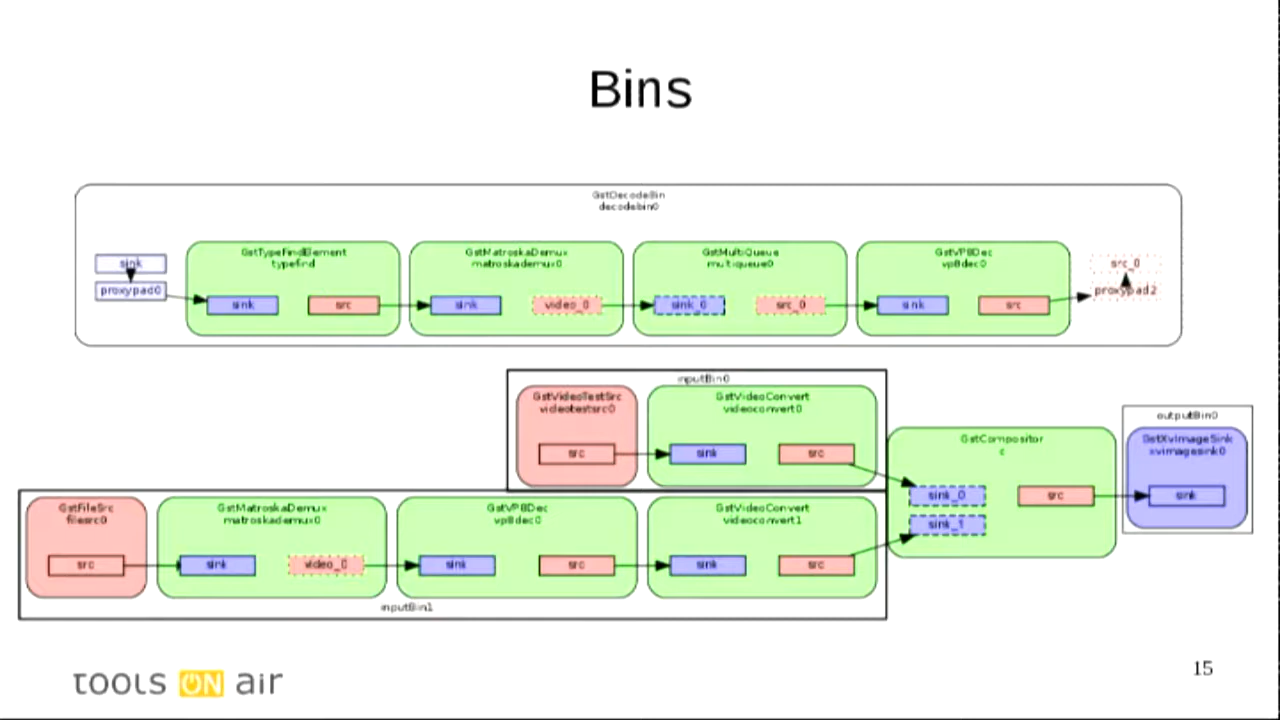 Bins
GstDecodeBin
decodebin0
sink
proxypad0
GstTypeFindElement
typefind
sink
src
GstMatroskaDemux
matroskademux0
sink
video_0
GstMultiQueue
multiqueue0
sink_0
src_0
GstVP8Dec
vp8dec0
sink
src
src_0
proxypad2
inputBin0
GstVideoTestSrc
videotestsrc0
src
GstVideoConvert
videoconvert0
sink
src
GstCompositor
c
sink_0
sink_1
src
outputBin0
GstXvImageSink
xvimagesink0
sink
GstFileSrc
filesrc0
src
GstMatroskaDemux
matroskademux0
sink
video_0
GstVP8Dec
vp8dec0
sink
src
GstVideoConvert
videoconvert1
sink
src
inputBin1
tools ON air
15